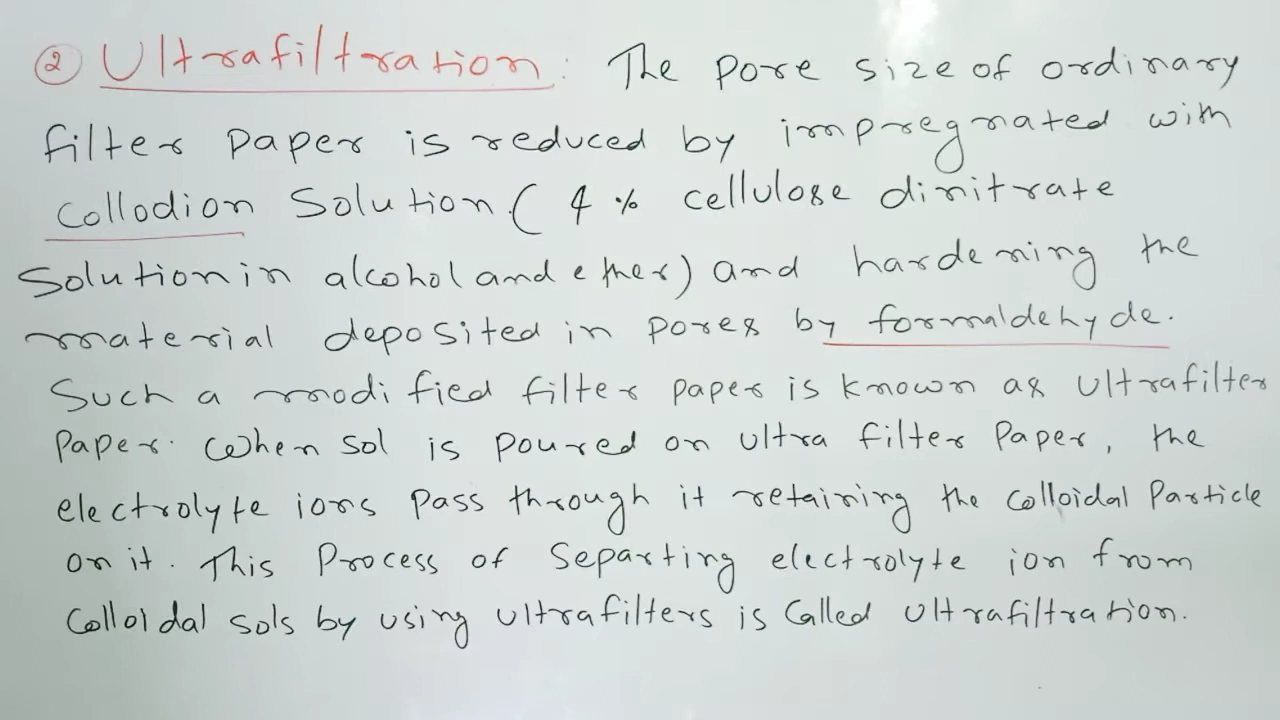 ② Ultrafiltration : The pore size of ordinary
filter paper is reduced by impregnated with
Collodion Solution. ( 4 % cellulose dinitrate
Solution in alcohol and ether) and hardening the
material deposited in pores by formaldehyde.
Such a modified filter paper is known as Ultrafilter
Paper. When sol is poured on ultra filter Paper, the
electrolyte ions pass through it retaining the colloidal Particle
on it. This Process of Separting electrolyte ion from
Colloidal sols by using ultrafilters is Called Ultrafiltration.